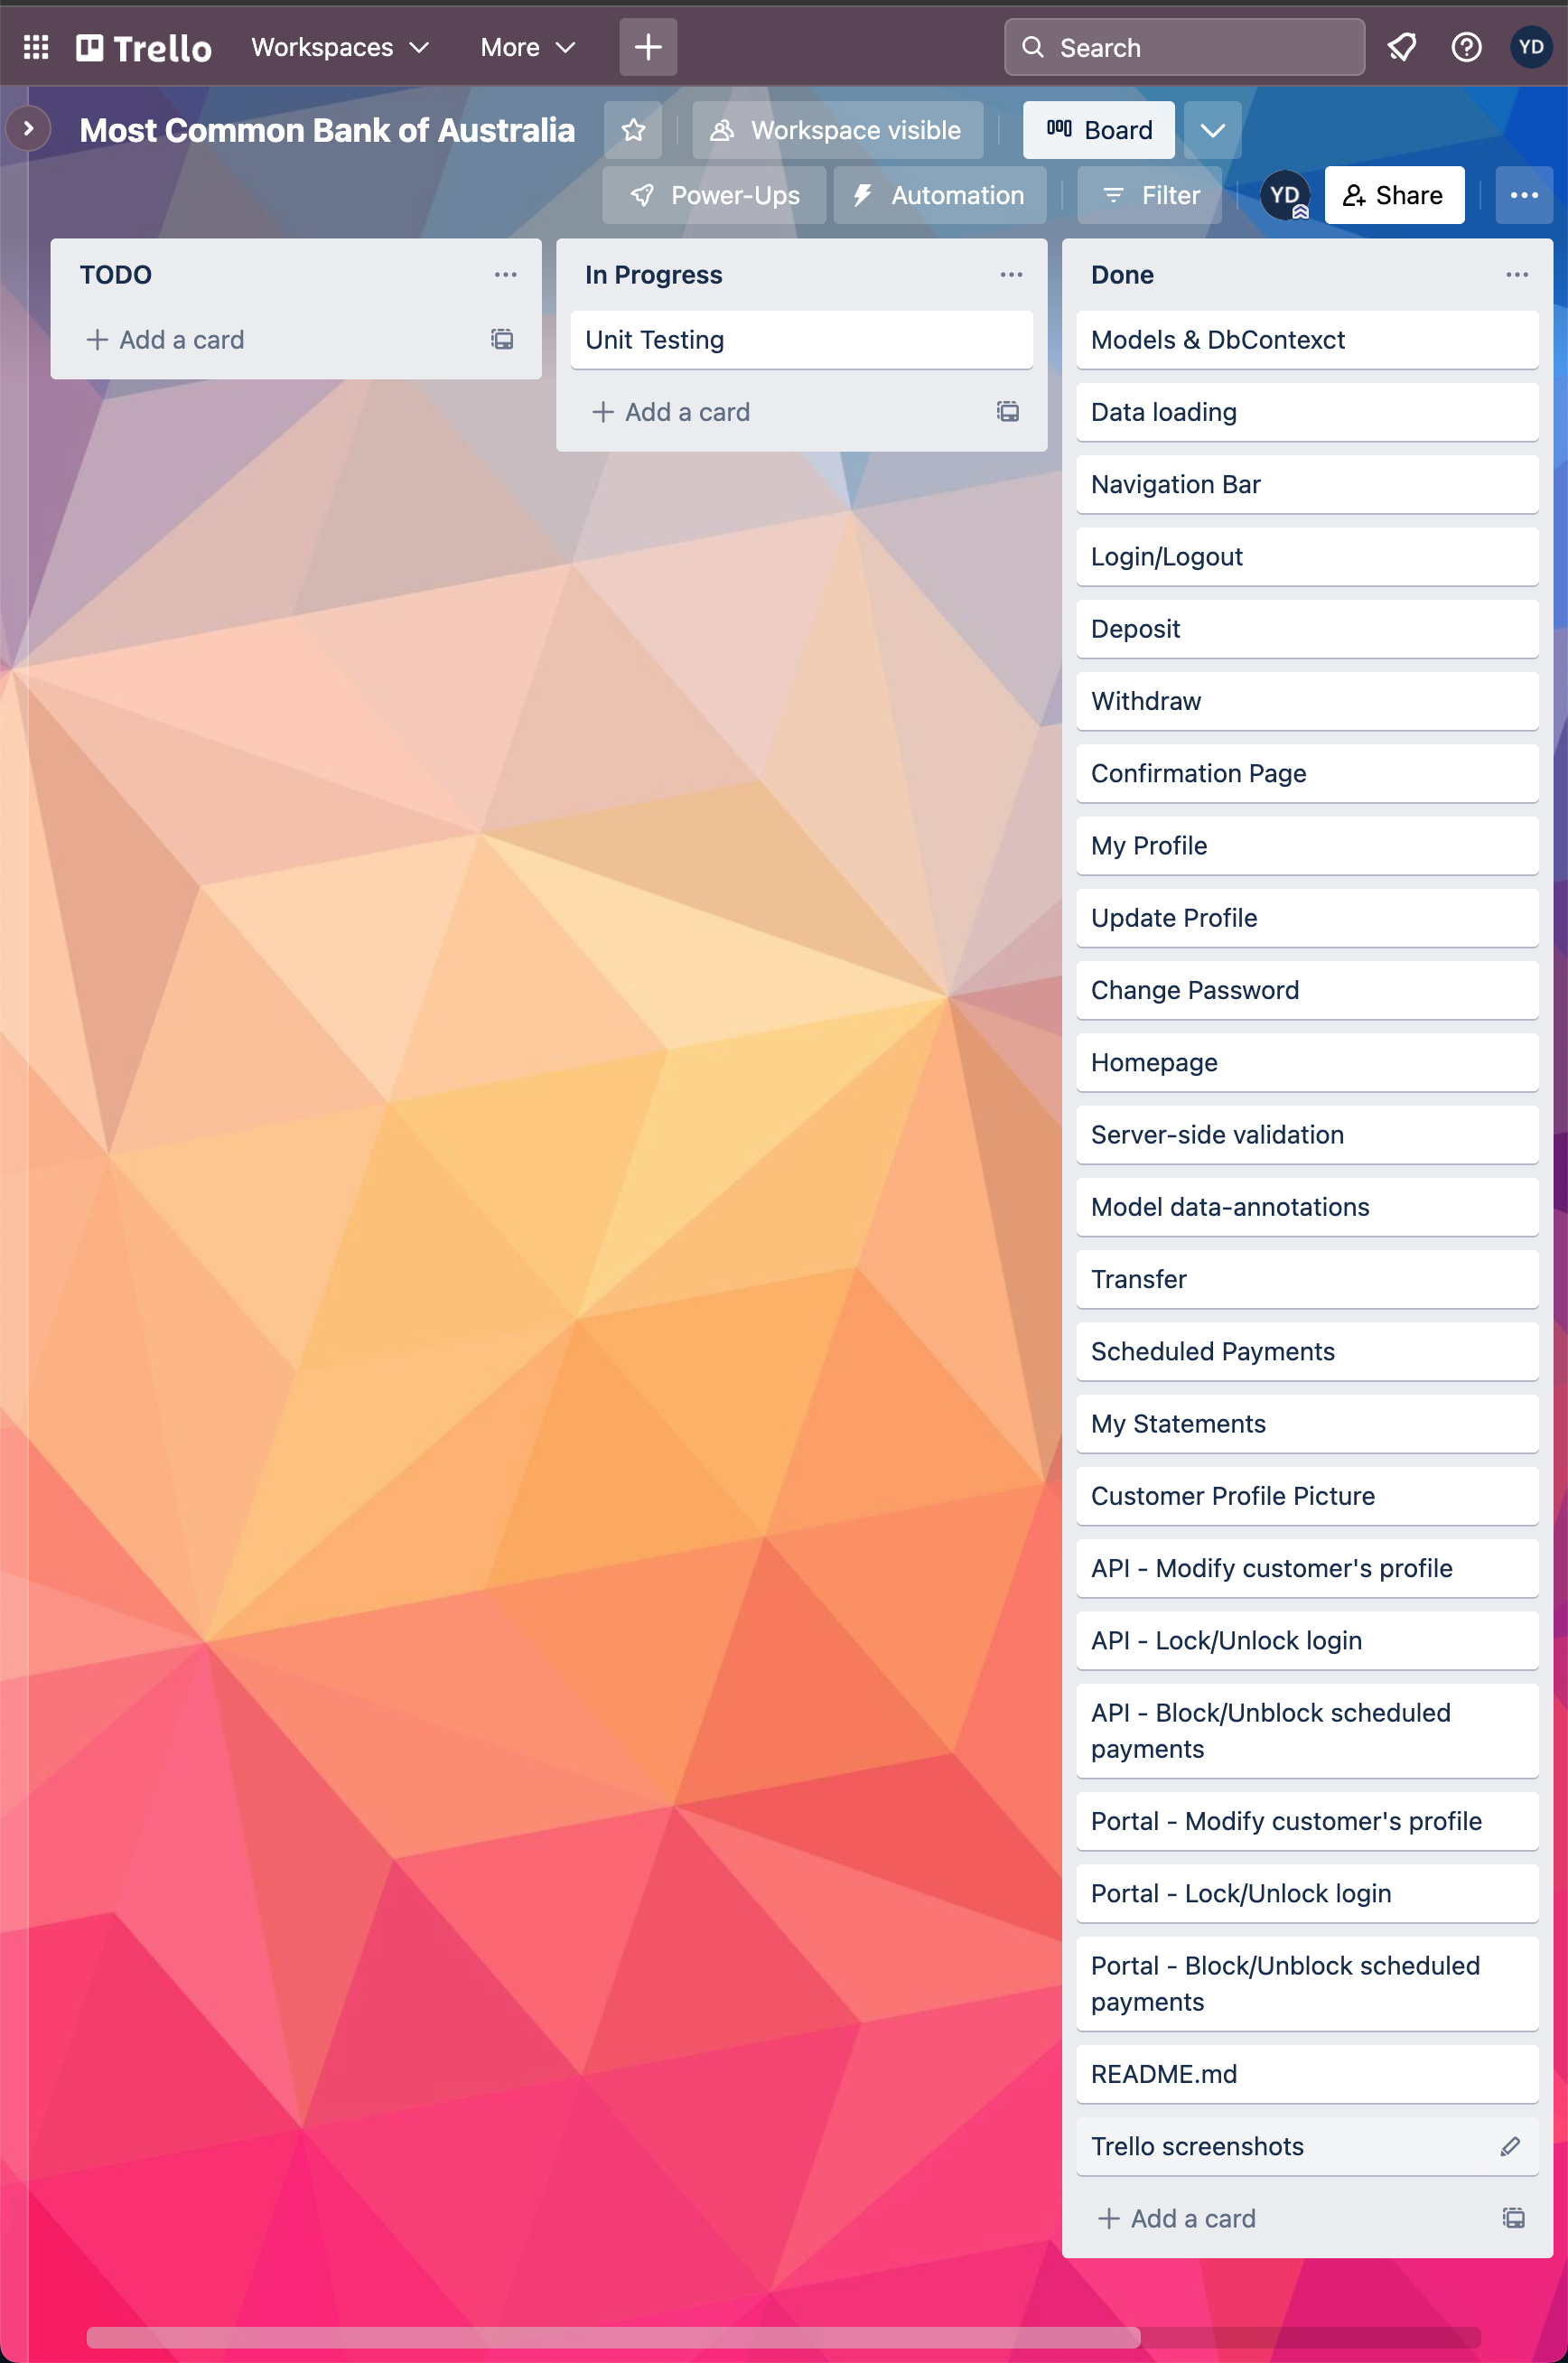 Trello
Workspaces
More
Search
YD
Most Common Bank of Australia
Workspace visible
Board
Power-Ups
Automation
Filter
YD
Share
TODO
Add a card
In Progress
Unit Testing
Add a card
Done
Models & DbContexct
Data loading
Navigation Bar
Login/Logout
Deposit
Withdraw
Confirmation Page
My Profile
Update Profile
Change Password
Homepage
Server-side validation
Model data-annotations
Transfer
Scheduled Payments
My Statements
Customer Profile Picture
API - Modify customer's profile
API - Lock/Unlock login
API - Block/Unblock scheduled
payments
Portal - Modify customer's profile
Portal - Lock/Unlock login
Portal - Block/Unblock scheduled
payments
README.md
Trello screenshots
Add a card